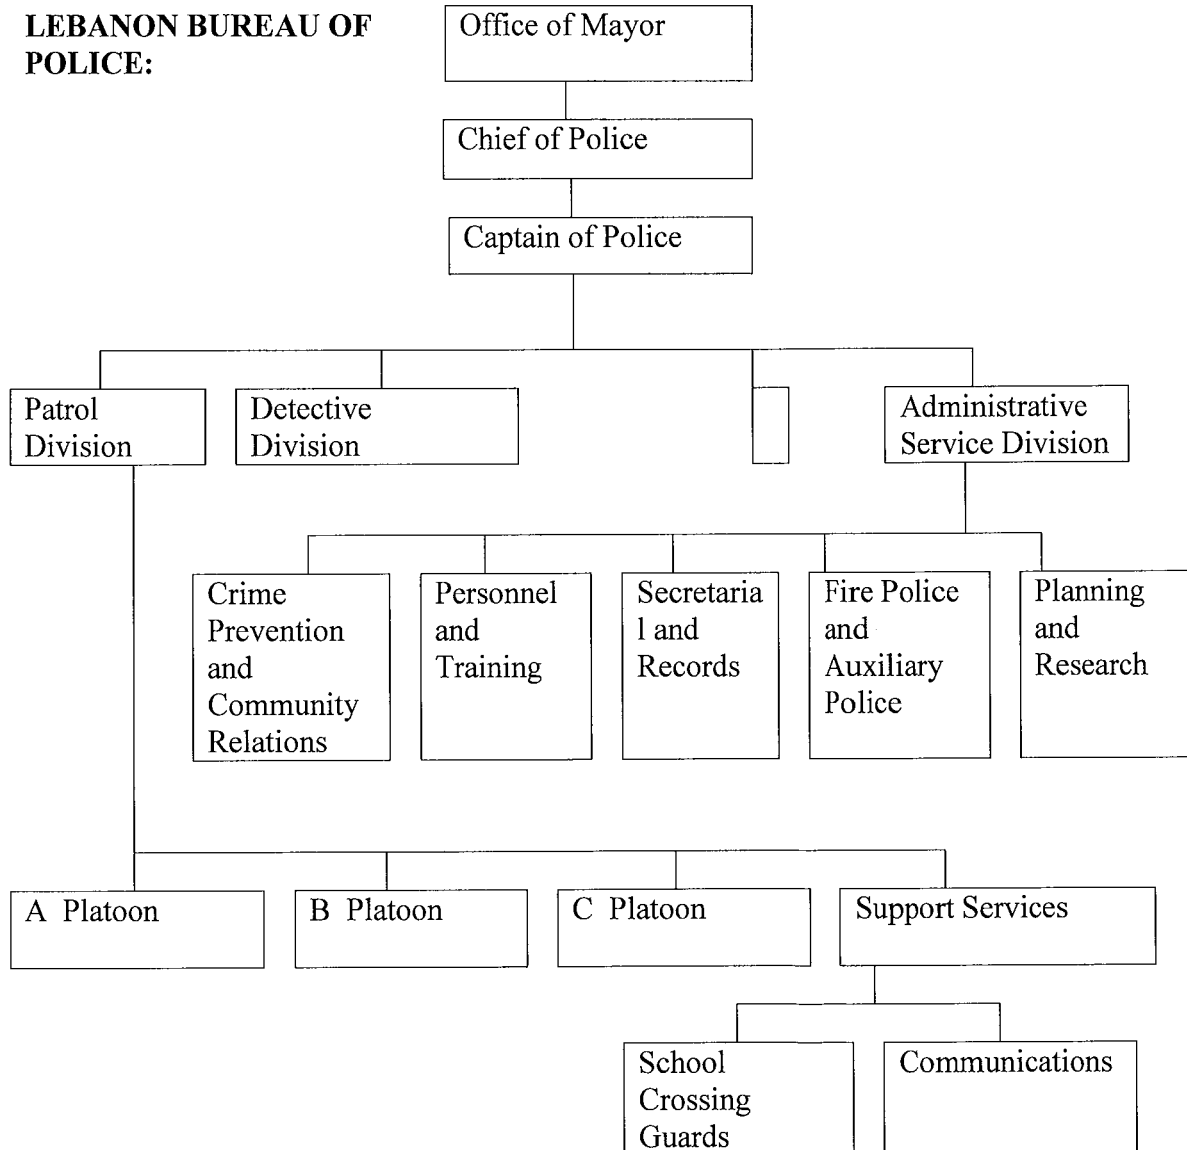 LEBANON BUREAU OF
POLICE:
Office of Mayor
Chief of Police
Captain of Police
Patrol
Division
Detective
Division
Administrative
Service Division
Crime
Prevention
and
Community
Relations
Personnel
and
Training
Secretaria
l and
Records
Fire Police
and
Auxiliary
Police
Planning
and
Research
A Platoon
B Platoon
C Platoon
Support Services
School
Crossing
Guards
Communications